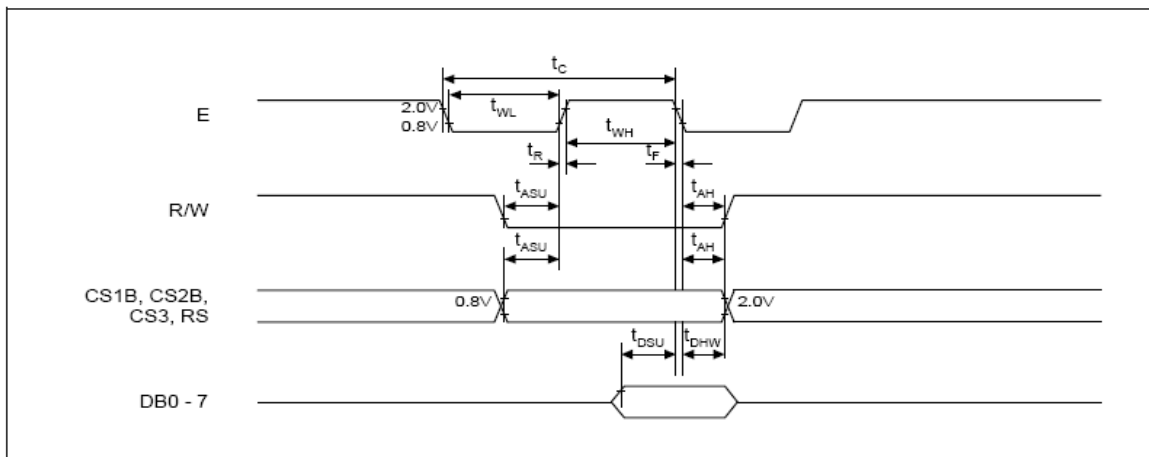 tC
E
2.0V
0.8V
tWL
tWH
tR
tF
R/W
tASU
tAH
tASU
tAH
CS1B, CS2B,
CS3, RS
0.8V
2.0V
tDSU
tDHW
DB0 - 7